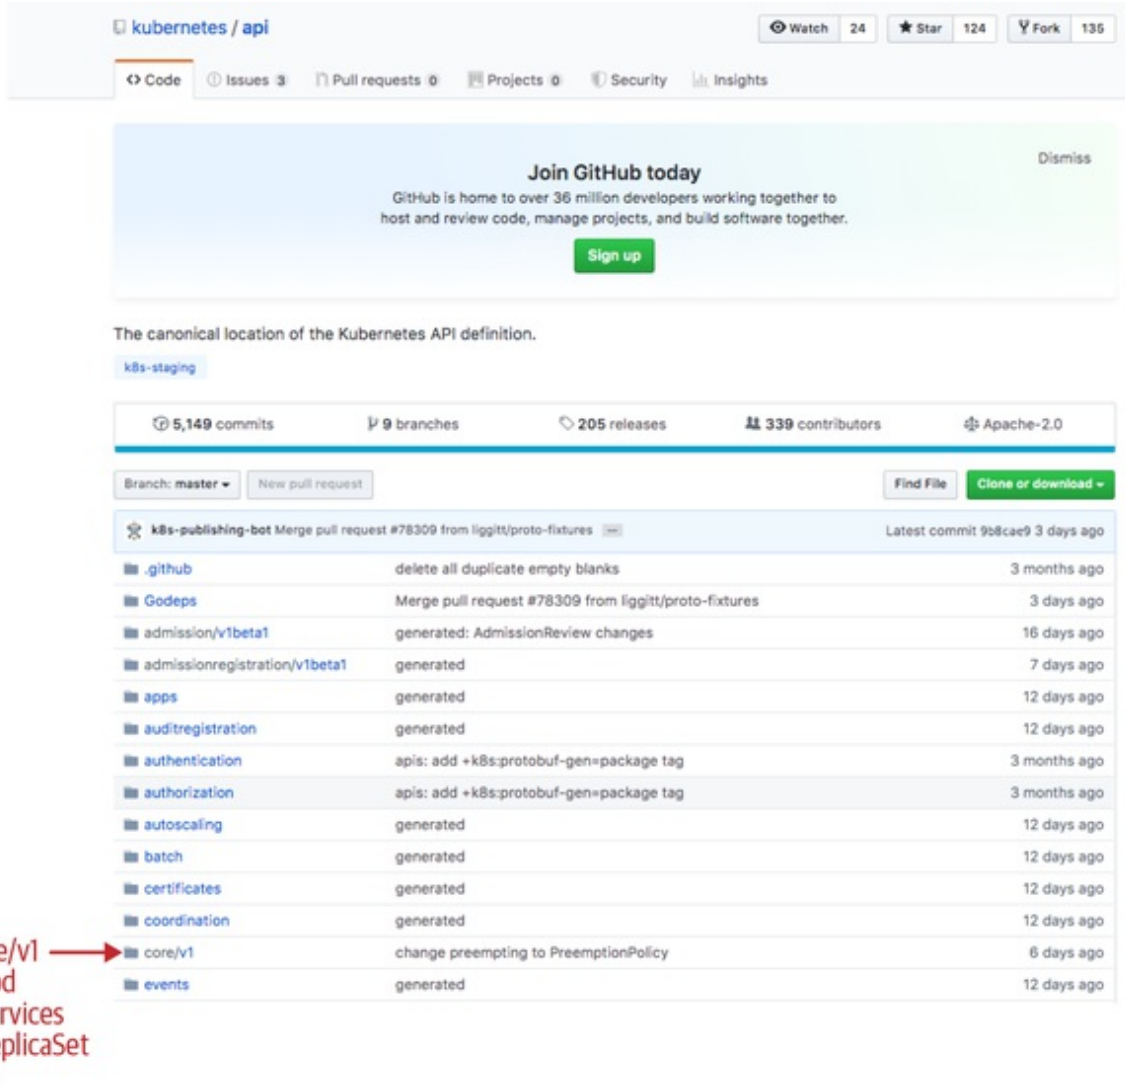 kubernetes / api
Watch 24 Star 124 Fork 135
Code Issues 3 Pull requests 0 Projects 0 Security Insights
Dismiss
Join GitHub today
GitHub is home to over 36 million developers working together to
host and review code, manage projects, and build software together.
Sign up
The canonical location of the Kubernetes API definition.
k8s-staging
5,149 commits 9 branches 205 releases 339 contributors Apache-2.0
Branch: master New pull request Find File Clone or download
k8s-publishing-bot Merge pull request #78309 from liggitt/proto-fixtures Latest commit 9b8cae9 3 days ago
.github delete all duplicate empty blanks 3 months ago
Godeps Merge pull request #78309 from liggitt/proto-fixtures 3 days ago
admission/v1beta1 generated: AdmissionReview changes 16 days ago
admissionregistration/v1beta1 generated 7 days ago
apps generated 12 days ago
auditregistration generated 12 days ago
authentication apis: add +k8s:protobuf-gen=package tag 3 months ago
authorization apis: add +k8s:protobuf-gen=package tag 3 months ago
autoscaling generated 12 days ago
batch generated 12 days ago
certificates generated 12 days ago
coordination generated 12 days ago
e/v1 core/v1 change preempting to PreemptionPolicy 6 days ago
od
events generated 12 days ago
rvices
plicaSet